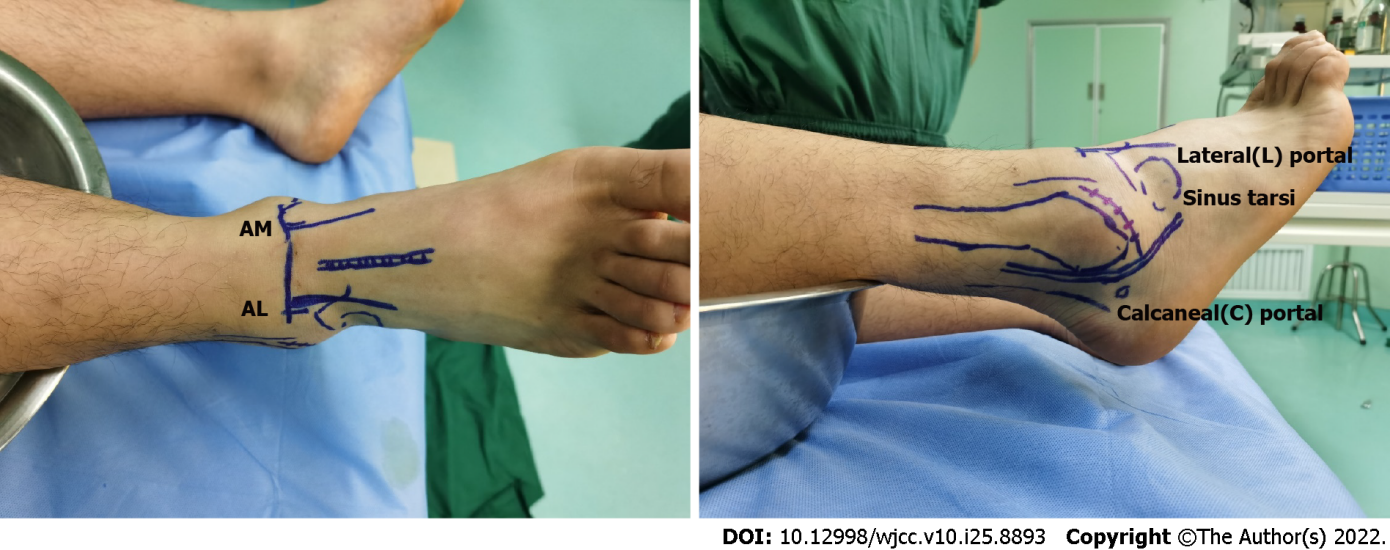 AM
AL
Lateral(L) portal
Sinus tarsi
Calcaneal(C) portal
DOI: 10.12998/wjcc.v10.i25.8893 Copyright ©The Author(s) 2022.